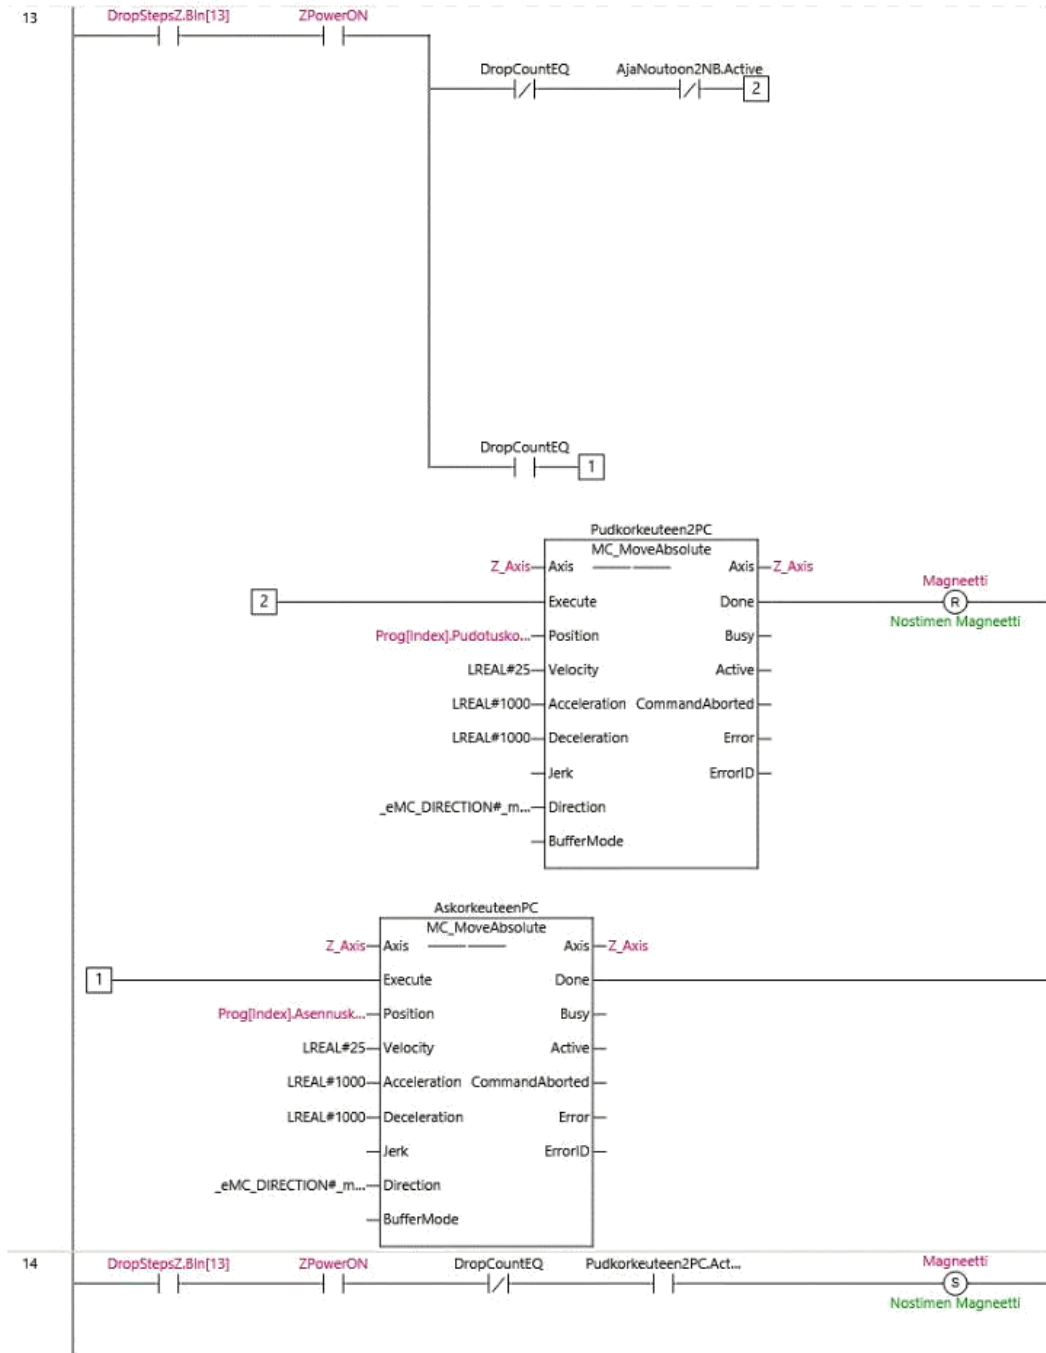 13
DropStepsZ.BIn[13] ZPowerON
DropCountEQ AjaNoutoon2NB.Active
2
DropCountEQ
1
Pudkorkeuteen2PC
MC_MoveAbsolute
Z_Axis Axis Axis Z_Axis
Magneetti
2 Execute Done R
Nostimen Magneetti
Prog[Index].Pudotusko... Position Busy
LREAL#25 Velocity Active
LREAL#1000 Acceleration CommandAborted
LREAL#1000 Deceleration Error
Jerk ErrorID
_eMC_DIRECTION#_m... Direction
BufferMode
AskorkeuteenPC
MC_MoveAbsolute
Z_Axis Axis Axis Z_Axis
1 Execute Done
Prog[Index].Asennusk... Position Busy
LREAL#25 Velocity Active
LREAL#1000 Acceleration CommandAborted
LREAL#1000 Deceleration Error
Jerk ErrorID
_eMC_DIRECTION#_m... Direction
BufferMode
14
DropStepsZ.BIn[13] ZPowerON DropCountEQ Pudkorkeuteen2PC.Act... Magneetti
S
Nostimen Magneetti